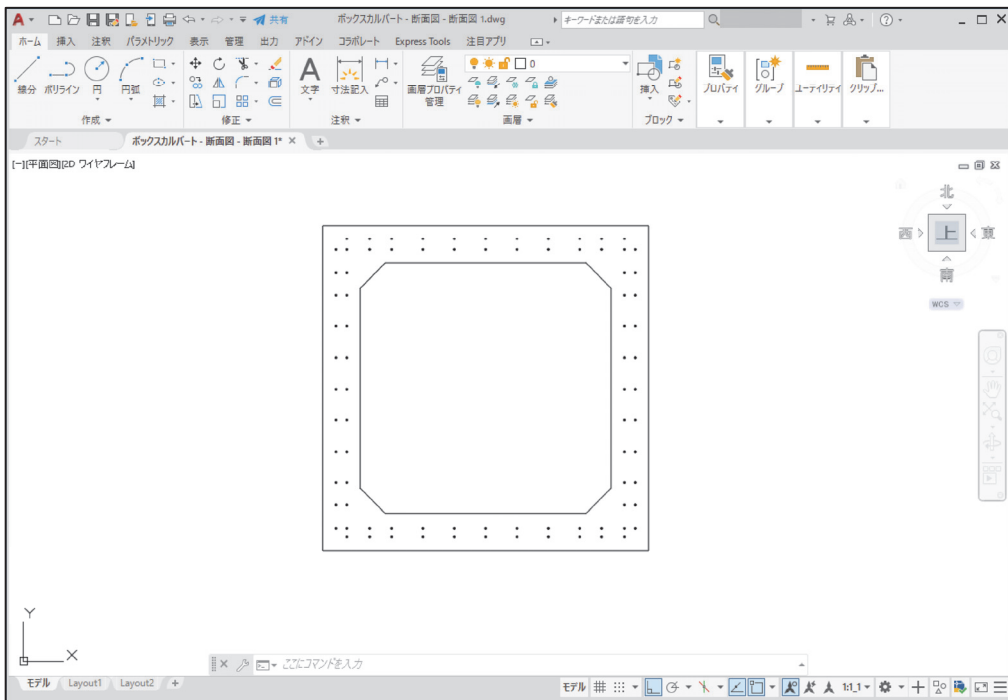 A
共有
ボックスカルバート - 断面図 - 断面図 1.dwg
キーワードまたは語句を入力
ホーム 挿入 注釈 パラメトリック 表示 管理 出力 アドイン コラボレート Express Tools 注目アプリ
線分 ポリライン 円 円弧
作成
修正
A
文字 寸法記入
注釈
画層プロパティ
管理
0
画層
挿入
ブロック
プロパティ
グループ
ユーティリティ
クリップ...
スタート
ボックスカルバート - 断面図 - 断面図 1*
[-][平面図][2D ワイヤフレーム]
北
西 上 東
南
WCS
Y
X
ここにコマンドを入力
モデル Layout1 Layout2 +
モデル 1:1_1